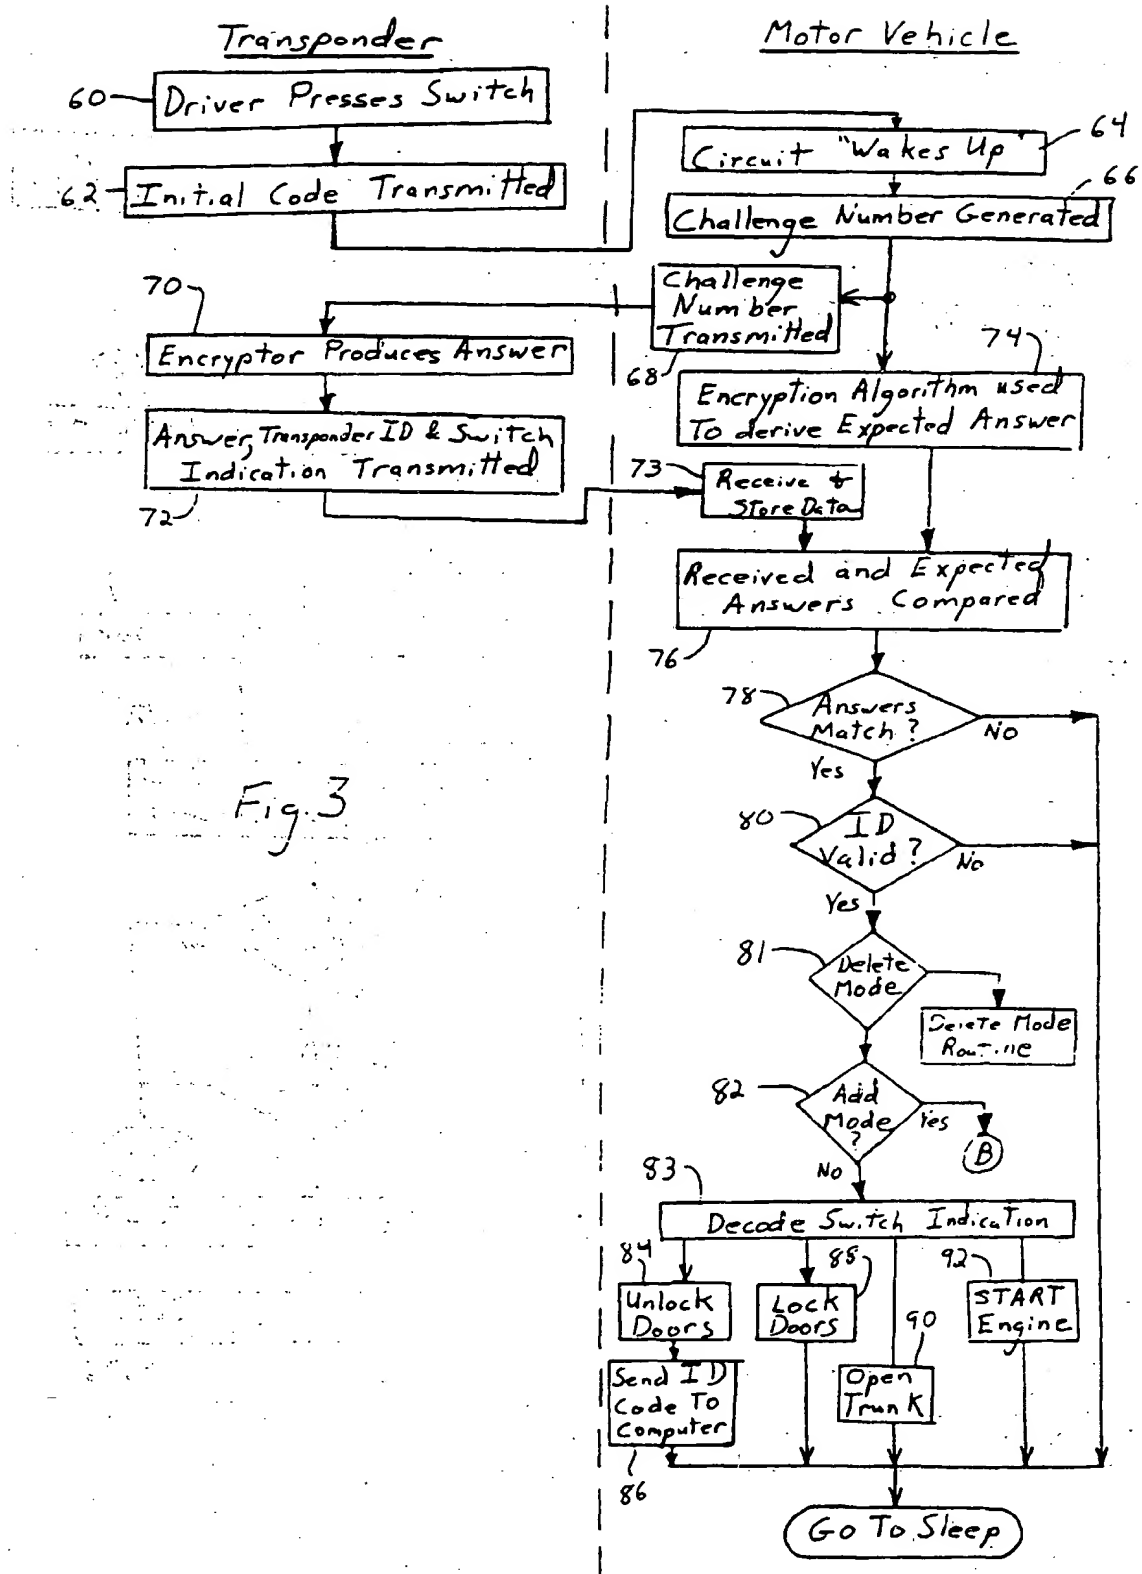 Transponder
Motor Vehicle
60
Driver Presses Switch
62
Initial Code Transmitted
64
Circuit "Wakes Up"
66
Challenge Number Generated
Challenge
Number
Transmitted
68
70
Encryptor Produces Answer
74
Encryption Algorithm used
To derive Expected Answer
Answer, Transponder ID & Switch
Indication Transmitted
72
73
Receive &
Store Data
Received and Expected
Answers Compared
76
78
Answers
Match?
No
Yes
Fig. 3
80
ID
Valid?
No
Yes
81
Delete
Mode
Delete Mode
Routine
82
Add
Mode
?
Yes
B
No
83
Decode Switch Indication
84
Unlock
Doors
88
Lock
Doors
90
Open
Trunk
92
START
Engine
Send ID
Code To
Computer
86
Go To Sleep